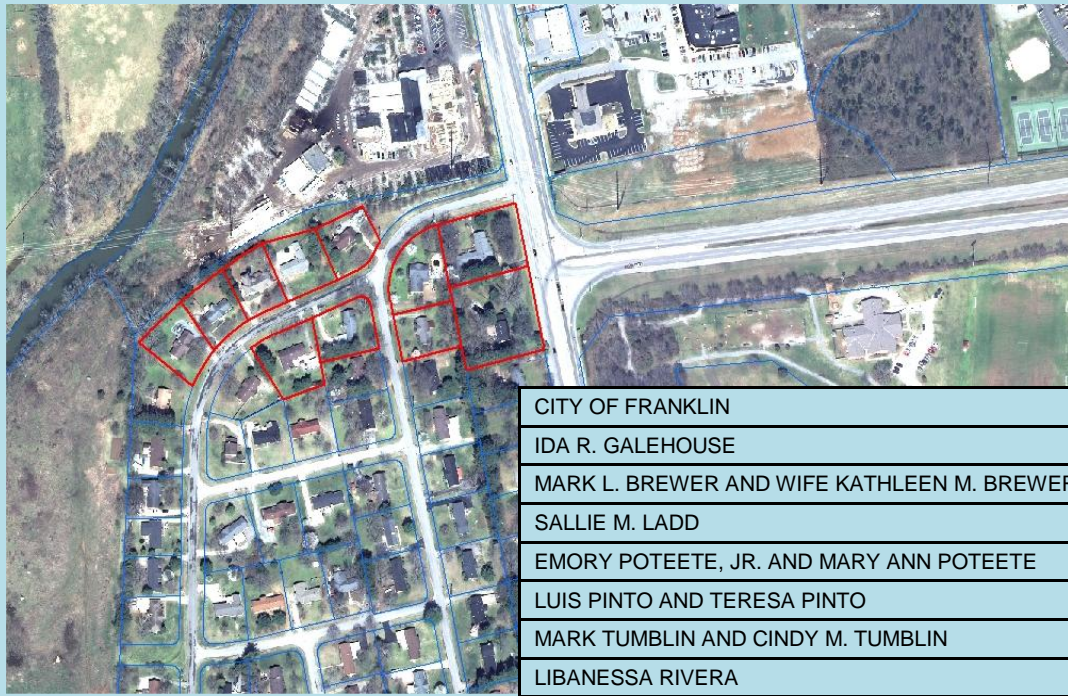 CITY OF FRANKLIN
IDA R. GALEHOUSE
MARK L. BREWER AND WIFE KATHLEEN M. BREWER
SALLIE M. LADD
EMORY POTEETE, JR. AND MARY ANN POTEETE
LUIS PINTO AND TERESA PINTO
MARK TUMBLIN AND CINDY M. TUMBLIN
LIBANESSA RIVERA